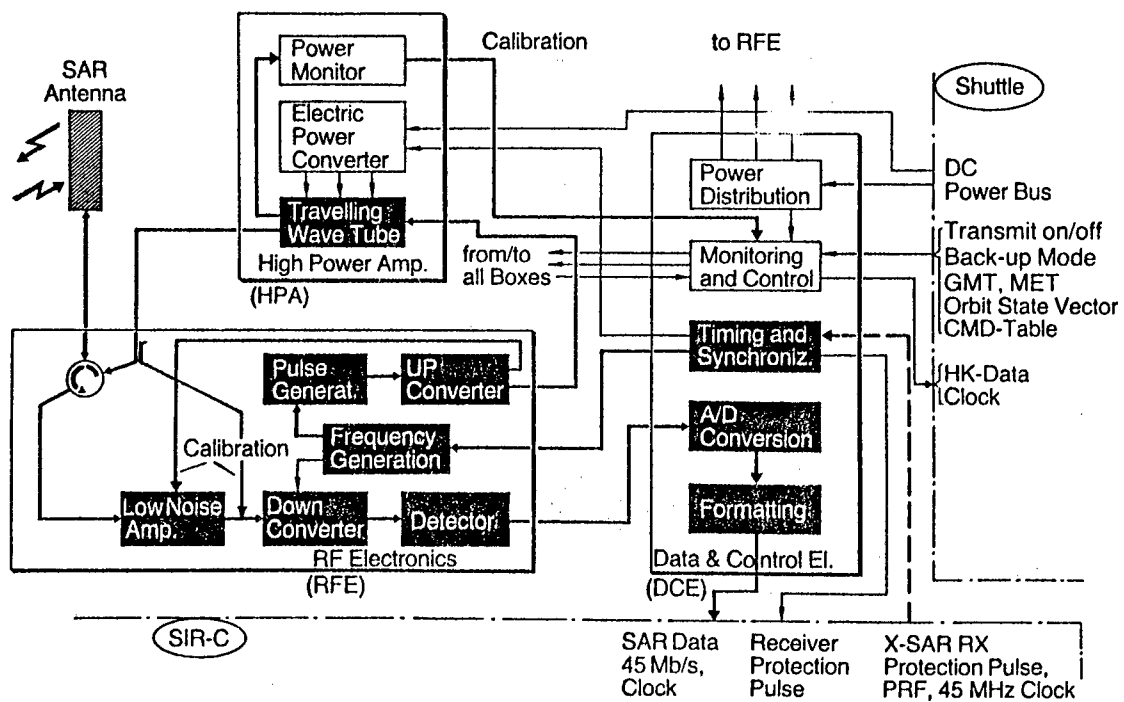 SAR
Antenna
Power
Monitor
Electric
Power
Converter
Travelling
Wave Tube
High Power Amp.
(HPA)
Calibration
to RFE
Shuttle
DC
Power Bus
Power
Distribution
from/to
all Boxes
Monitoring
and Control
Transmit on/off
Back-up Mode
GMT, MET
Orbit State Vector
CMD-Table
Timing and
Synchroniz.
HK-Data
Clock
Pulse
Generat.
UP
Converter
Frequency
Generation
Calibration
Low Noise
Amp.
Down
Converter
Detector
RF Electronics
(RFE)
A/D
Conversion
Formatting
Data & Control El.
(DCE)
SIR-C
SAR Data
45 Mb/s,
Clock
Receiver
Protection
Pulse
X-SAR RX
Protection Pulse,
PRF, 45 MHz Clock